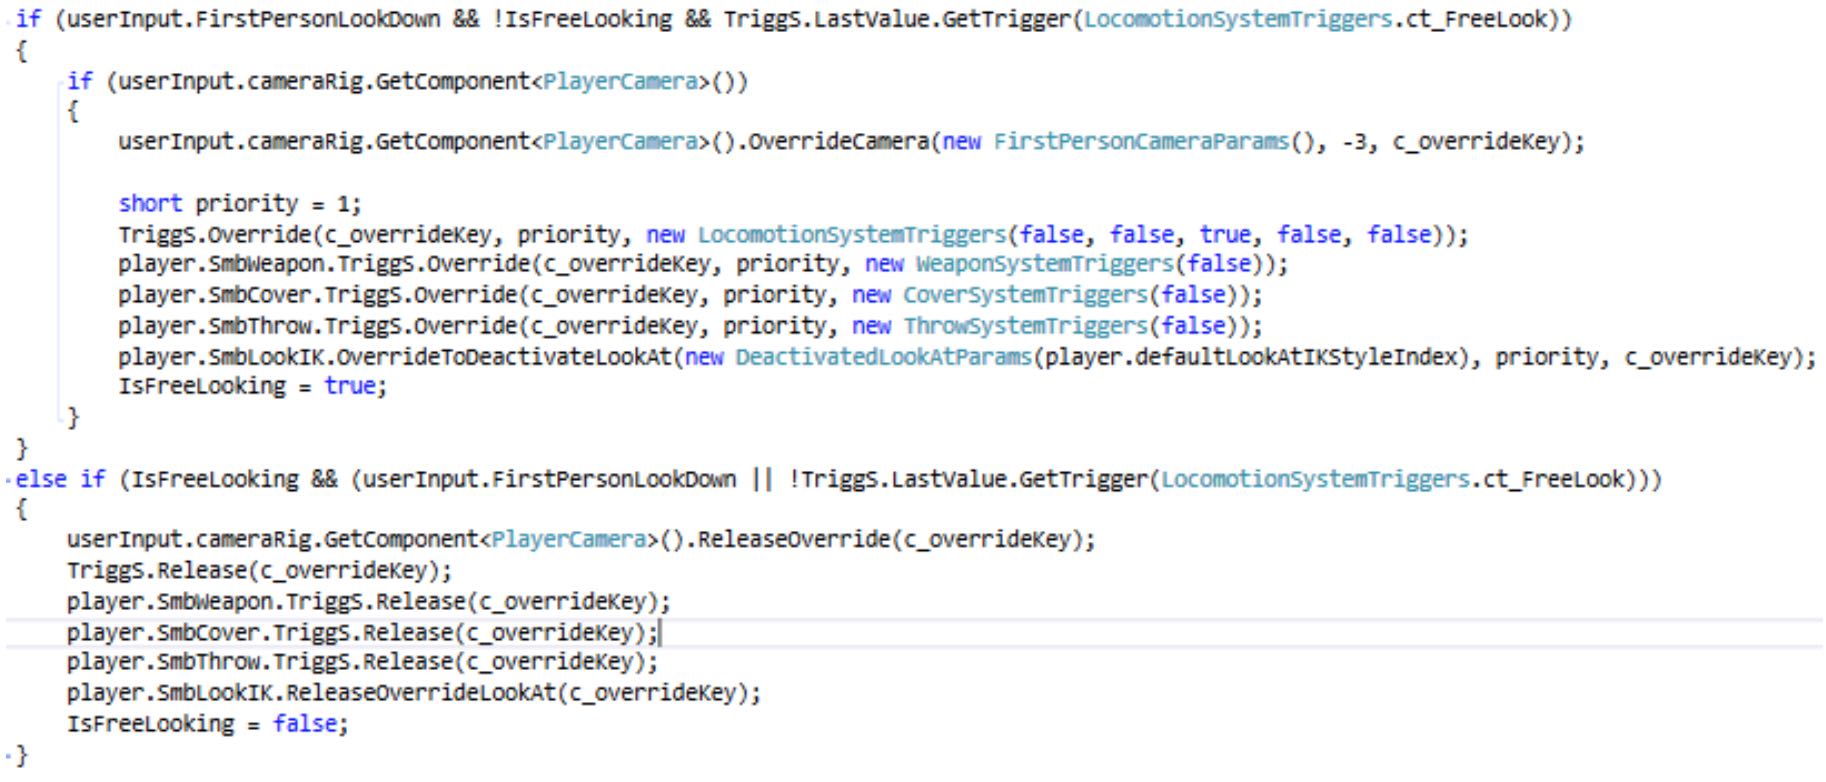 if (userInput.FirstPersonLookDown && !IsFreeLooking && TriggS.LastValue.GetTrigger(LocomotionSystemTriggers.ct_FreeLook))
{
    if (userInput.cameraRig.GetComponent<PlayerCamera>())
    {
        userInput.cameraRig.GetComponent<PlayerCamera>().OverrideCamera(new FirstPersonCameraParams(), -3, c_overrideKey);

        short priority = 1;
        TriggS.Override(c_overrideKey, priority, new LocomotionSystemTriggers(false, false, true, false, false));
        player.SmbWeapon.TriggS.Override(c_overrideKey, priority, new WeaponSystemTriggers(false));
        player.SmbCover.TriggS.Override(c_overrideKey, priority, new CoverSystemTriggers(false));
        player.SmbThrow.TriggS.Override(c_overrideKey, priority, new ThrowSystemTriggers(false));
        player.SmbLookIK.OverrideToDeactivateLookAt(new DeactivatedLookAtParams(player.defaultLookAtIKStyleIndex), priority, c_overrideKey);
        IsFreeLooking = true;
    }
}
else if (IsFreeLooking && (userInput.FirstPersonLookDown || !TriggS.LastValue.GetTrigger(LocomotionSystemTriggers.ct_FreeLook)))
{
    userInput.cameraRig.GetComponent<PlayerCamera>().ReleaseOverride(c_overrideKey);
    TriggS.Release(c_overrideKey);
    player.SmbWeapon.TriggS.Release(c_overrideKey);
    player.SmbCover.TriggS.Release(c_overrideKey);
    player.SmbThrow.TriggS.Release(c_overrideKey);
    player.SmbLookIK.ReleaseOverrideLookAt(c_overrideKey);
    IsFreeLooking = false;
}